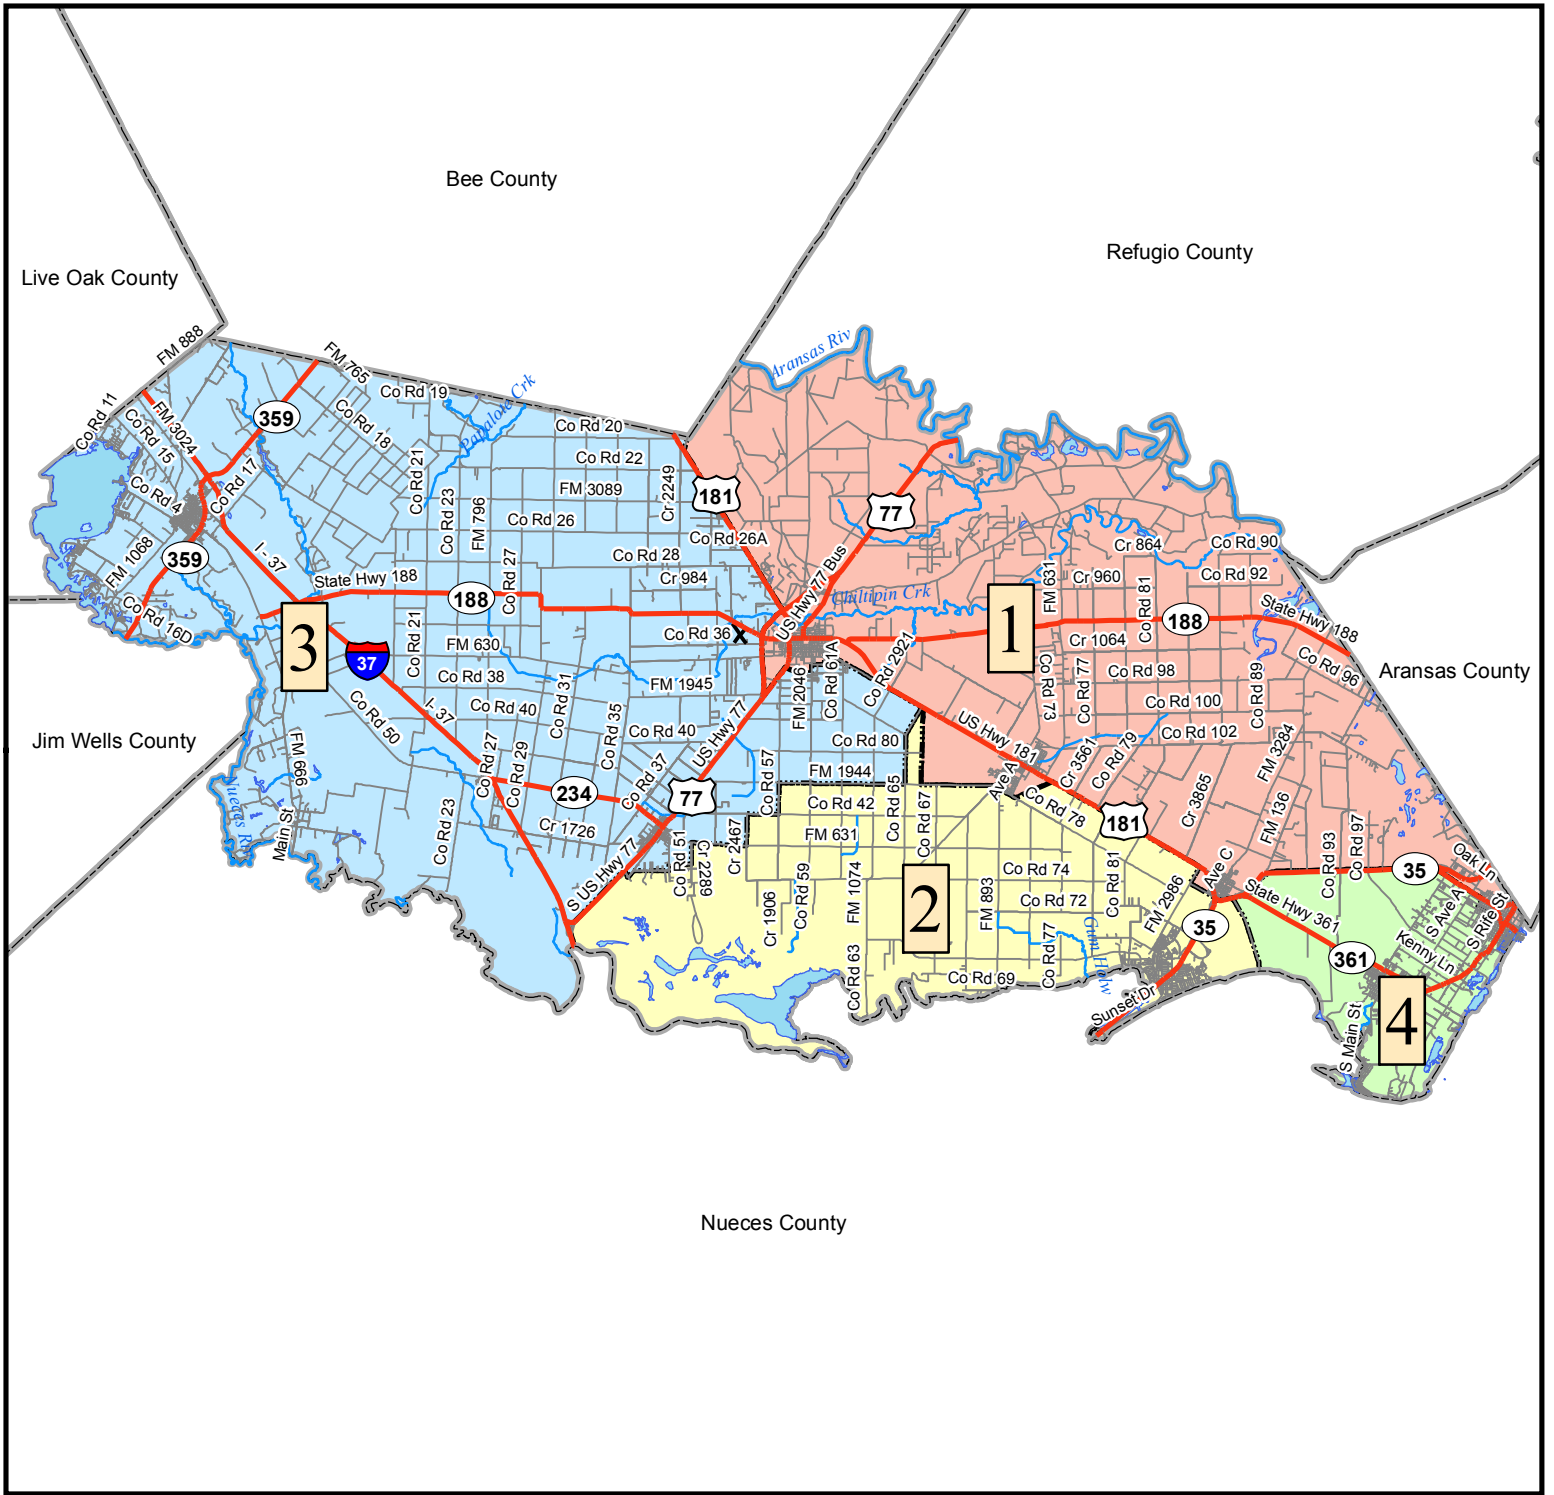 Bee County
Refugio County
Live Oak County
Aransas County
Jim Wells County
Nueces County
FM 888
FM 765
Co Rd 19
Papalote Crk
Aransas Riv
Co Rd 11
FM 3024
Co Rd 15
359
Co Rd 18
Co Rd 20
Co Rd 17
Co Rd 21
Co Rd 22
Cr 2249
181
77
Co Rd 4
Co Rd 23
FM 796
FM 3089
Co Rd 26
Co Rd 26A
FM 1068
359
I - 37
Co Rd 27
Co Rd 28
Cr 984
US Hwy 77 Bus
Cr 864
Co Rd 90
State Hwy 188
188
Chiltipin Crk
FM 631
Cr 960
Co Rd 81
Co Rd 92
Co Rd 16D
3
37
Co Rd 21
FM 630
Co Rd 36
X
1
Cr 1064
188
State Hwy 188
Co Rd 38
Co Rd 31
FM 1945
FM 2046
Co Rd 61A
Co Rd 2921
Co Rd 73
Co Rd 77
Co Rd 98
Co Rd 89
Co Rd 96
Co Rd 50
I- 37
Co Rd 40
Co Rd 35
Co Rd 40
US Hwy 77
Co Rd 80
US Hwy 181
Co Rd 100
Co Rd 102
FM 666
Co Rd 27
Co Rd 29
234
Co Rd 37
77
Co Rd 57
FM 1944
Co Rd 65
Ave A
Cr 3561
Co Rd 79
FM 3284
Nueces Riv
Main St
Co Rd 23
Cr 1726
S US Hwy 77
Co Rd 51
Cr 2289
Cr 2467
Co Rd 42
FM 631
Co Rd 67
Co Rd 78
181
Cr 3865
FM 136
Co Rd 93
Co Rd 97
Cr 1906
Co Rd 59
FM 1074
2
Co Rd 74
Co Rd 72
FM 893
Co Rd 81
FM 2986
Ave C
35
Oak Ln
State Hwy 361
S Ave A
S Rife St
Co Rd 63
Co Rd 69
Co Rd 77
Gum Holw
35
361
Kenny Ln
Sunset Dr
S Main St
4